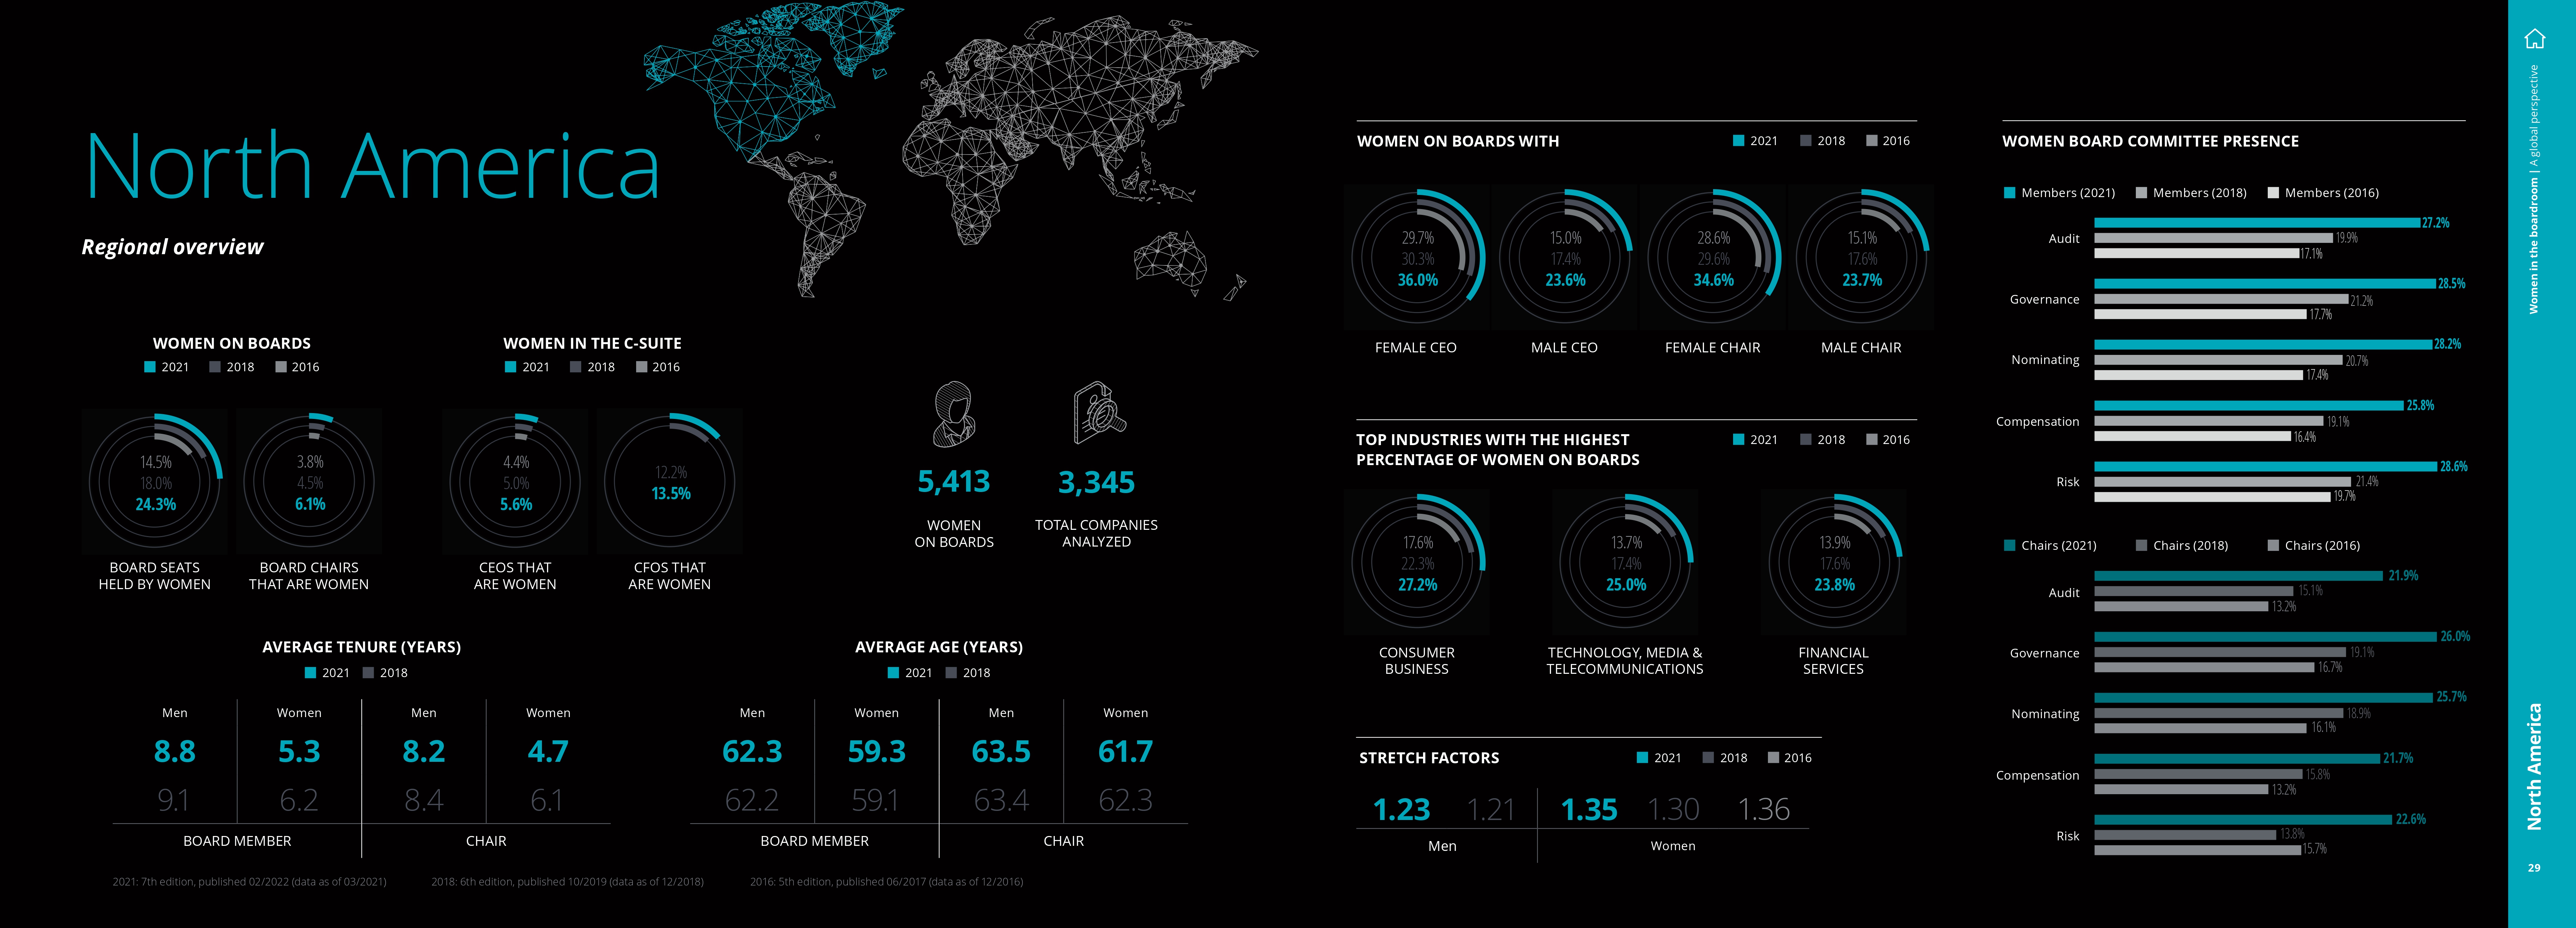 North America
Regional overview
WOMEN ON BOARDS
2021 2018 2016
14.5%
18.0%
24.3%
BOARD SEATS
HELD BY WOMEN
3.8%
4.5%
6.1%
BOARD CHAIRS
THAT ARE WOMEN
WOMEN IN THE C-SUITE
2021 2018 2016
4.4%
5.0%
5.6%
CEOS THAT
ARE WOMEN
12.2%
13.5%
CFOS THAT
ARE WOMEN
5,413
WOMEN
ON BOARDS
3,345
TOTAL COMPANIES
ANALYZED
AVERAGE TENURE (YEARS)
2021 2018
Men Women Men Women
8.8 5.3 8.2 4.7
9.1 6.2 8.4 6.1
BOARD MEMBER CHAIR
AVERAGE AGE (YEARS)
2021 2018
Men Women Men Women
62.3 59.3 63.5 61.7
62.2 59.1 63.4 62.3
BOARD MEMBER CHAIR
2021: 7th edition, published 02/2022 (data as of 03/2021) 2018: 6th edition, published 10/2019 (data as of 12/2018) 2016: 5th edition, published 06/2017 (data as of 12/2016)
WOMEN ON BOARDS WITH
2021 2018 2016
29.7%
30.3%
36.0%
FEMALE CEO
15.0%
17.4%
23.6%
MALE CEO
28.6%
29.6%
34.6%
FEMALE CHAIR
15.1%
17.6%
23.7%
MALE CHAIR
TOP INDUSTRIES WITH THE HIGHEST
PERCENTAGE OF WOMEN ON BOARDS
2021 2018 2016
17.6%
22.3%
27.2%
CONSUMER
BUSINESS
13.7%
17.4%
25.0%
TECHNOLOGY, MEDIA &
TELECOMMUNICATIONS
13.9%
17.6%
23.8%
FINANCIAL
SERVICES
STRETCH FACTORS
2021 2018 2016
1.23 1.21 1.35 1.30 1.36
Men Women
WOMEN BOARD COMMITTEE PRESENCE
Members (2021) Members (2018) Members (2016)
Audit
27.2%
19.9%
17.1%
Governance
28.5%
21.2%
17.7%
Nominating
28.2%
20.7%
17.4%
Compensation
25.8%
19.1%
16.4%
Risk
28.6%
21.4%
19.7%
Chairs (2021) Chairs (2018) Chairs (2016)
Audit
21.9%
15.1%
13.2%
Governance
26.0%
19.1%
16.7%
Nominating
25.7%
18.9%
16.1%
Compensation
21.7%
15.8%
13.2%
Risk
22.6%
13.8%
15.7%
Women in the boardroom | A global perspective
North America
29